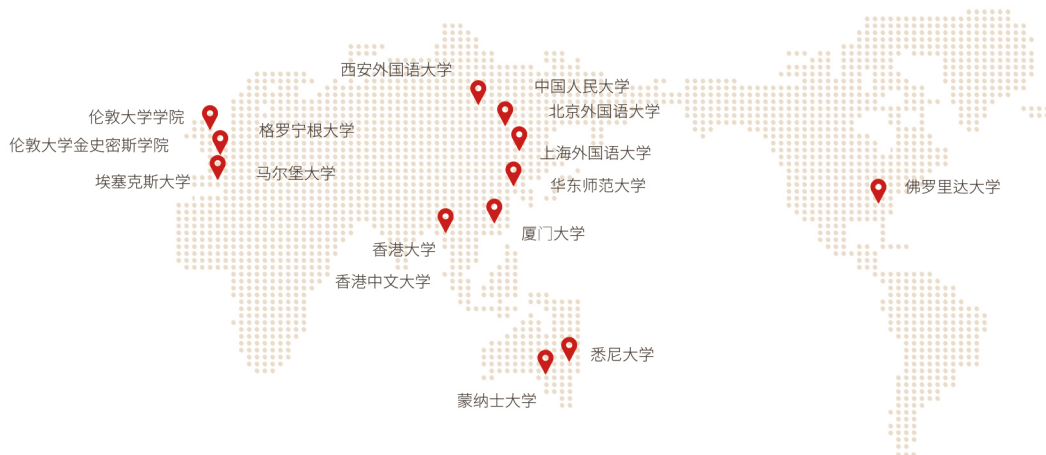 西安外国语大学
中国人民大学
北京外国语大学
伦敦大学学院
格罗宁根大学
伦敦大学金史密斯学院
上海外国语大学
马尔堡大学
埃塞克斯大学
华东师范大学
佛罗里达大学
厦门大学
香港大学
香港中文大学
悉尼大学
蒙纳士大学